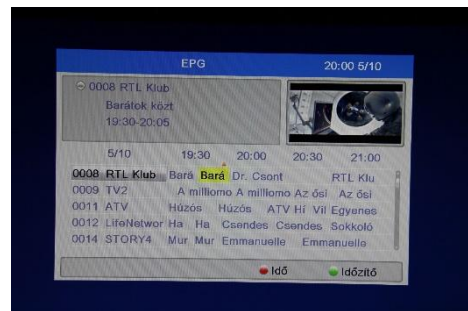 EPG 20:00 5/10
0008 RTL Klub
Barátok közt
19:30-20:05
5/10 19:30 20:00 20:30 21:00
0008 RTL Klub Bará Bará Dr. Csont RTL Klu
0009 TV2 A milliomo A milliomo Az ősi Az ősi
0011 ATV Húzós Húzós ATV Hí Vil Egyenes
0012 LifeNetwor Ha Ha Csendes Csendes Sokkoló
0014 STORY4 Mur Mur Emmanuelle Emmanuelle
Idő Időzítő